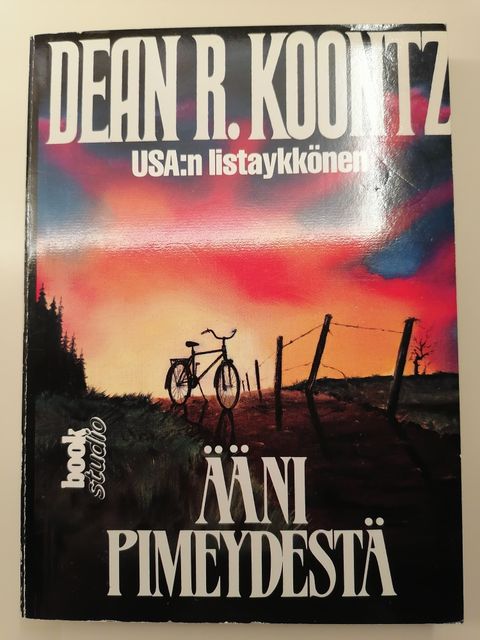 DEAN R. KOONTZ
USA:n listaykkönen
book
studio
ÄÄNI
PIMEYDESTÄ